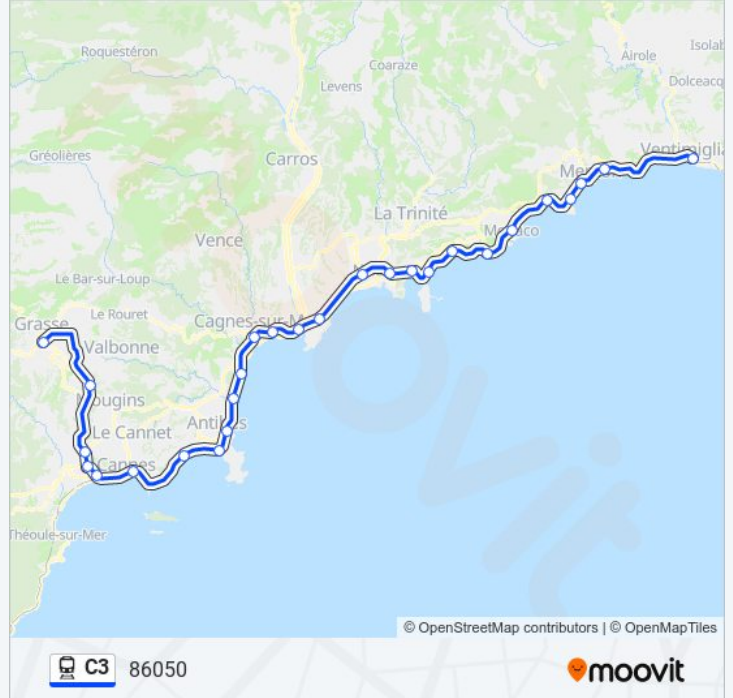 Roquestéron
Coaraze
Levens
Airole
Isolab
Dolceacq
Gréolières
Carros
Ventimiglia
La Trinité
Vence
Le Bar-sur-Loup
Le Rouret
Grasse
Valbonne
Cagnes-sur-M
Mougins
Le Cannet
Cannes
Théoule-sur-Mer
© OpenStreetMap contributors | © OpenMapTiles
C3 86050
moovit